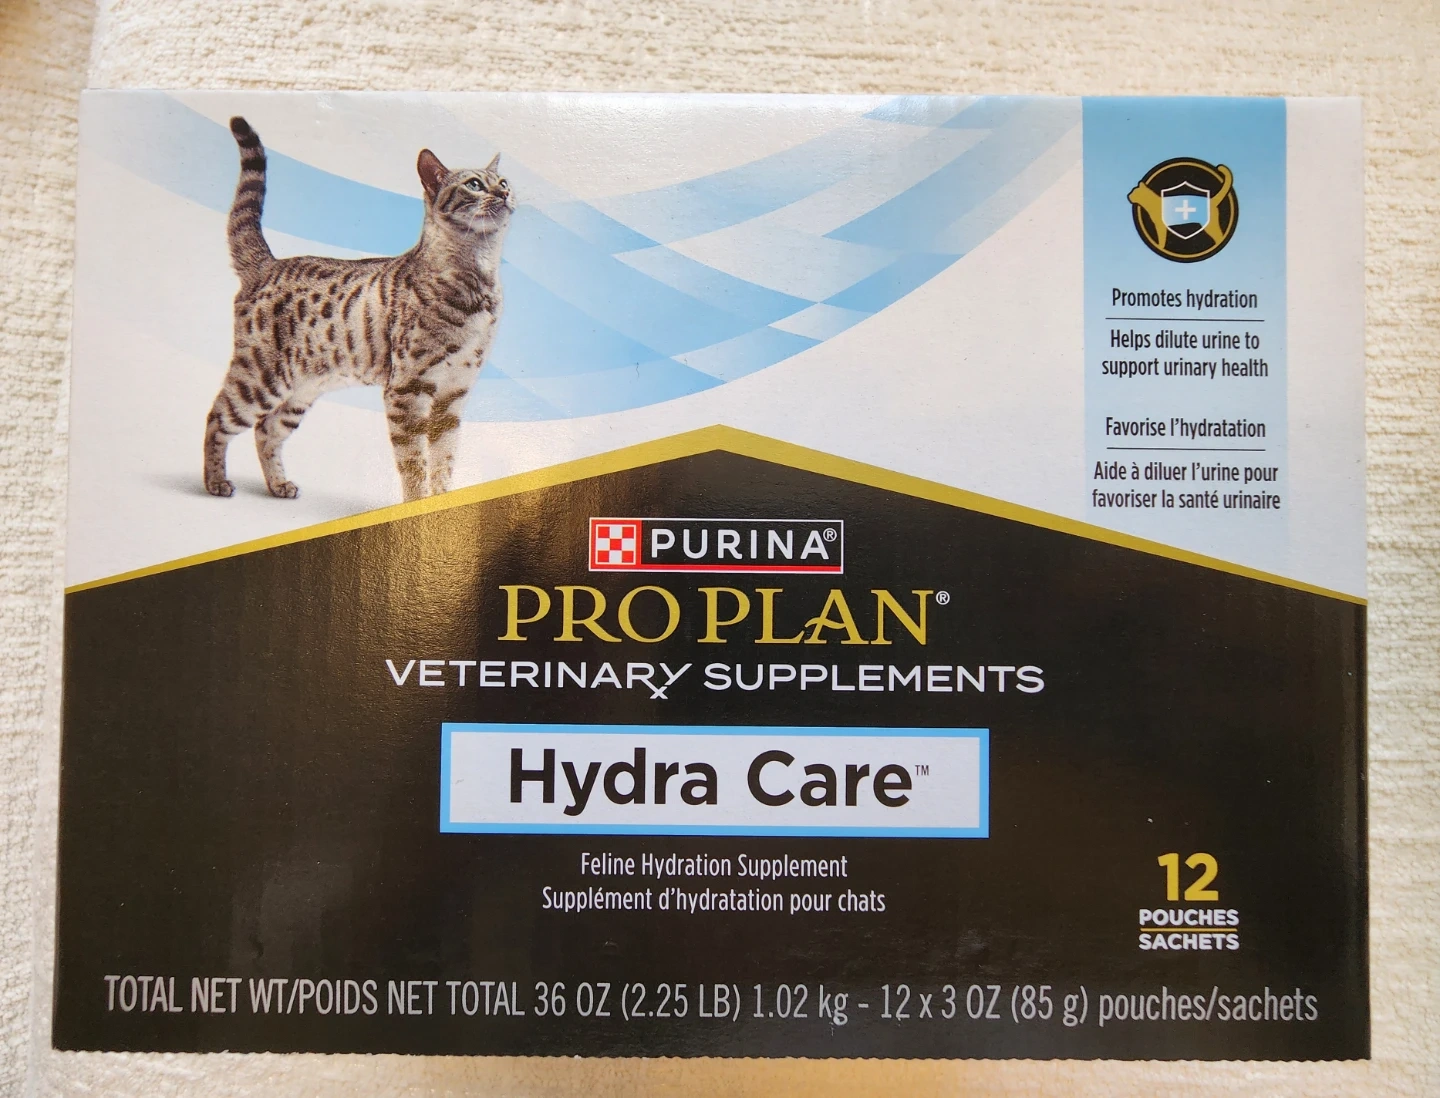 Promotes hydration
Helps dilute urine to
support urinary health
Favorise l'hydratation
Aide à diluer l'urine pour
favoriser la santé urinaire
PURINA®
PRO PLAN®
VETERINARY SUPPLEMENTS
Hydra Care™
Feline Hydration Supplement
Supplément d'hydratation pour chats
12
POUCHES
SACHETS
TOTAL NET WT/POIDS NET TOTAL 36 OZ (2.25 LB) 1.02 kg - 12 x 3 OZ (85 g) pouches/sachets